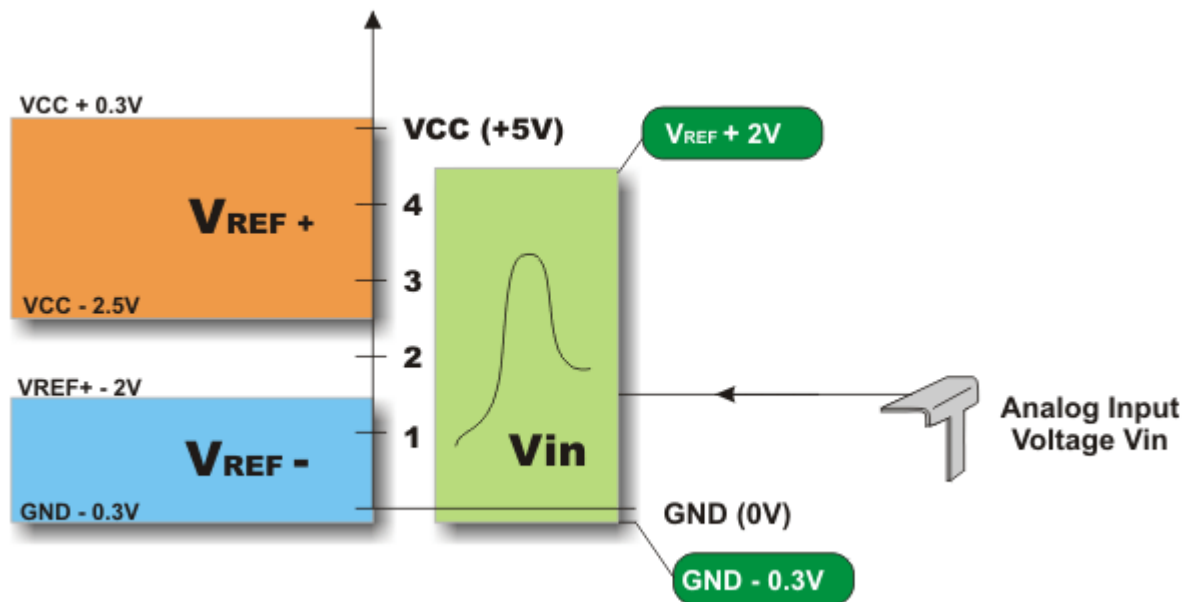 VCC + 0.3V
VCC (+5V)
VREF + 2V
VREF +
4
3
VCC - 2.5V
2
VREF+ - 2V
1
VREF -
Vin
Analog Input
Voltage Vin
GND - 0.3V
GND (0V)
GND - 0.3V